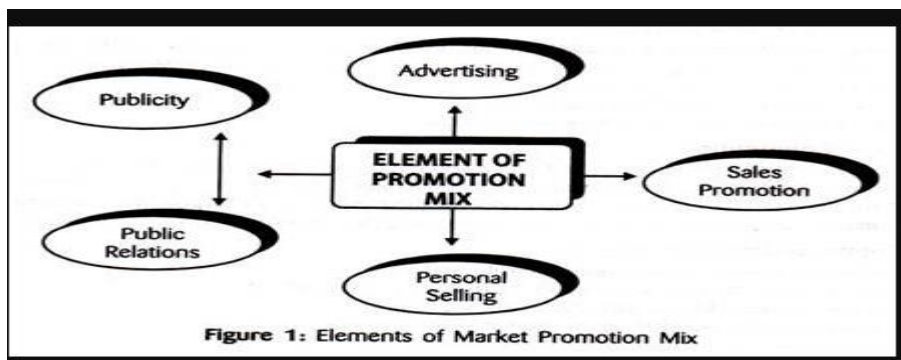 Advertising
Publicity
ELEMENT OF
PROMOTION
MIX
Sales
Promotion
Public
Relations
Personal
Selling
Figure 1: Elements of Market Promotion Mix